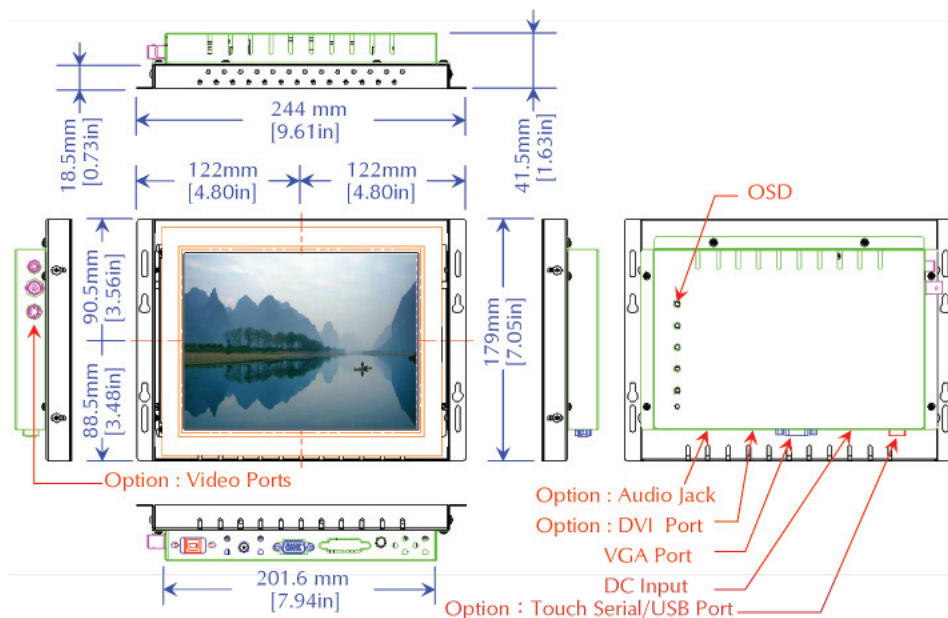 244 mm
[9.61in]
18.5mm
[0.73in]
41.5mm
[1.63in]
122mm
[4.80in]
122mm
[4.80in]
OSD
90.5mm
[3.56in]
88.5mm
[3.48in]
179mm
[7.05in]
Option : Video Ports
Option : Audio Jack
Option : DVI Port
VGA Port
DC Input
Option : Touch Serial/USB Port
201.6 mm
[7.94in]